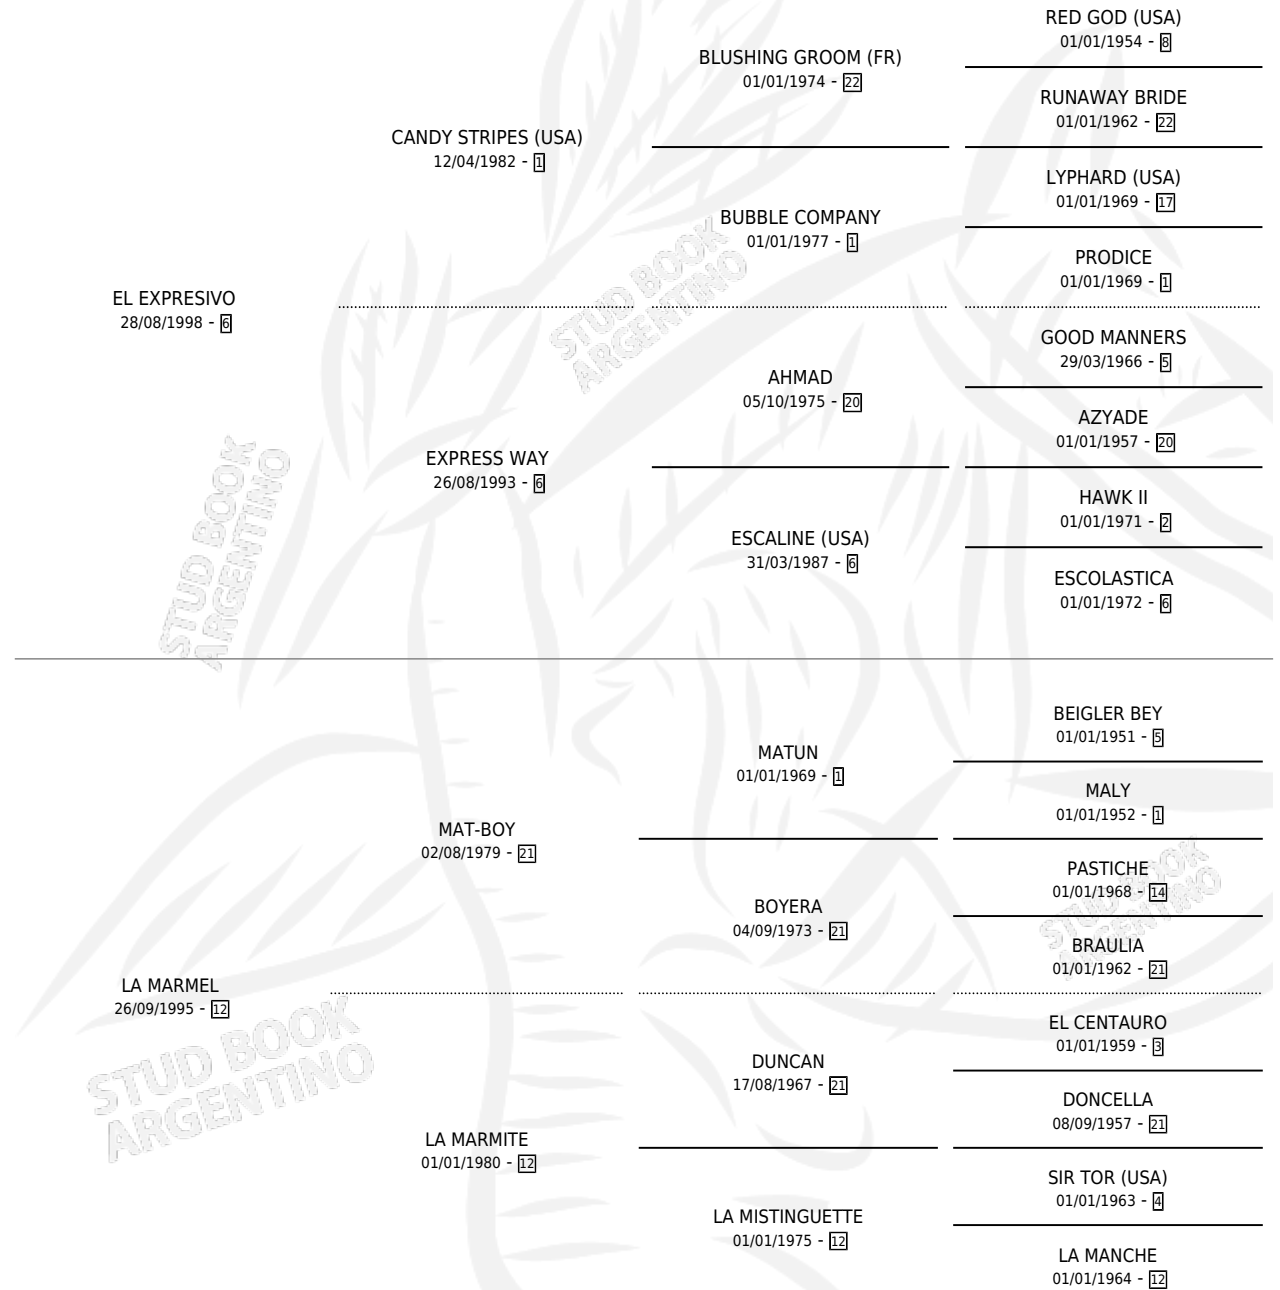 RED GOD (USA)
01/01/1954 - 8
BLUSHING GROOM (FR)
01/01/1974 - 22
RUNAWAY BRIDE
01/01/1962 - 22
CANDY STRIPES (USA)
12/04/1982 - 1
LYPHARD (USA)
01/01/1969 - 17
BUBBLE COMPANY
01/01/1977 - 1
PRODICE
01/01/1969 - 1
EL EXPRESIVO
28/08/1998 - 6
STUD BOOK
ARGENTINO
GOOD MANNERS
29/03/1966 - 5
AHMAD
05/10/1975 - 20
AZYADE
01/01/1957 - 20
EXPRESS WAY
26/08/1993 - 6
HAWK II
01/01/1971 - 2
ESCALINE (USA)
31/03/1987 - 6
ESCOLASTICA
01/01/1972 - 6
STUD BOOK
ARGENTINO
BEIGLER BEY
01/01/1951 - 5
MATUN
01/01/1969 - 1
MALY
01/01/1952 - 1
MAT-BOY
02/08/1979 - 21
PASTICHE
01/01/1968 - 14
BOYERA
04/09/1973 - 21
BRAULIA
01/01/1962 - 21
STUD BOOK
ARGENTINO
LA MARMEL
26/09/1995 - 12
STUD BOOK
ARGENTINO
EL CENTAURO
01/01/1959 - 3
DUNCAN
17/08/1967 - 21
DONCELLA
08/09/1957 - 21
LA MARMITE
01/01/1980 - 12
SIR TOR (USA)
01/01/1963 - 4
LA MISTINGUETTE
01/01/1975 - 12
LA MANCHE
01/01/1964 - 12